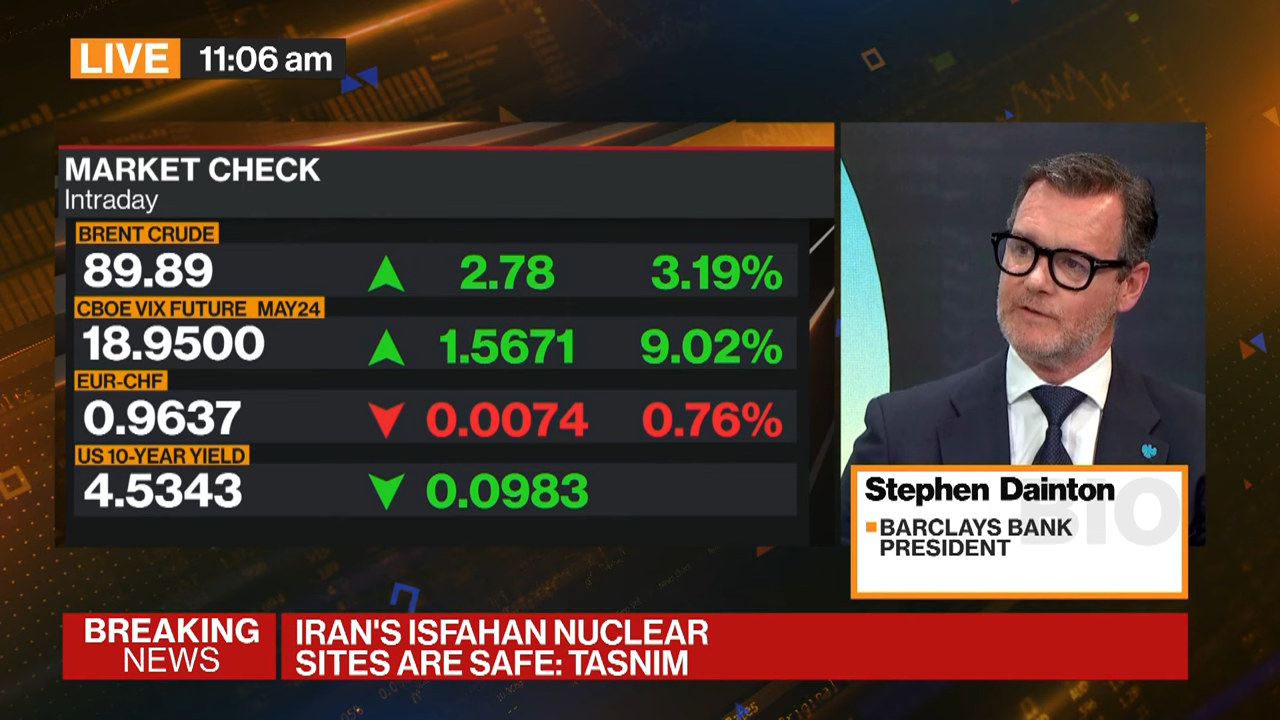 LIVE 11:06 am
MARKET CHECK
Intraday
BRENT CRUDE
89.89 2.78 3.19%
CBOE VIX FUTURE MAY24
18.9500 1.5671 9.02%
EUR-CHF
0.9637 0.0074 0.76%
US 10-YEAR YIELD
4.5343 0.0983
Stephen Dainton
BIO
BARCLAYS BANK
PRESIDENT
BREAKING
NEWS
IRAN'S ISFAHAN NUCLEAR
SITES ARE SAFE: TASNIM